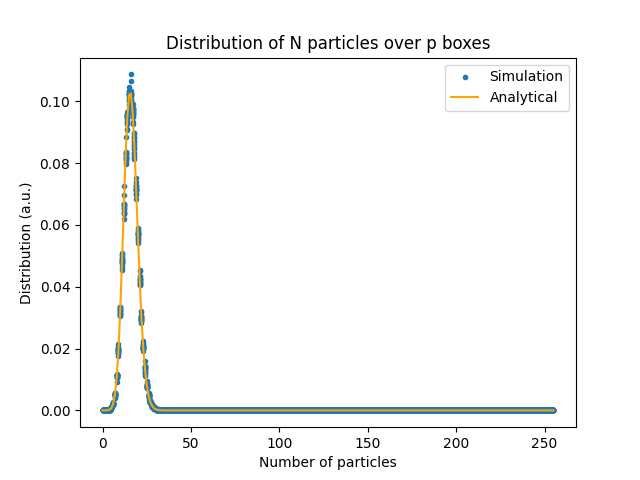 Distribution of N particles over p boxes
Simulation
Analytical
Distribution (a.u.)
0.10
0.08
0.06
0.04
0.02
0.00
0 50 100 150 200 250
Number of particles